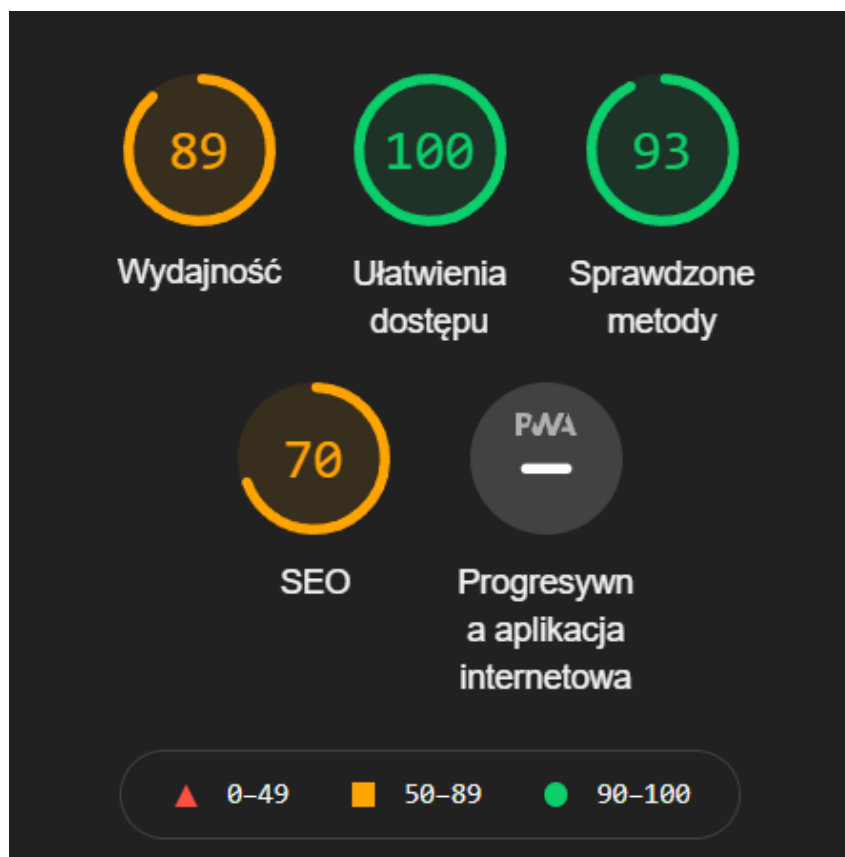 89
100
93
Wydajność
Ułatwienia
dostępu
Sprawdzone
metody
70
PWA
SEO
Progresywn
a aplikacja
internetowa
0–49
50–89
90–100